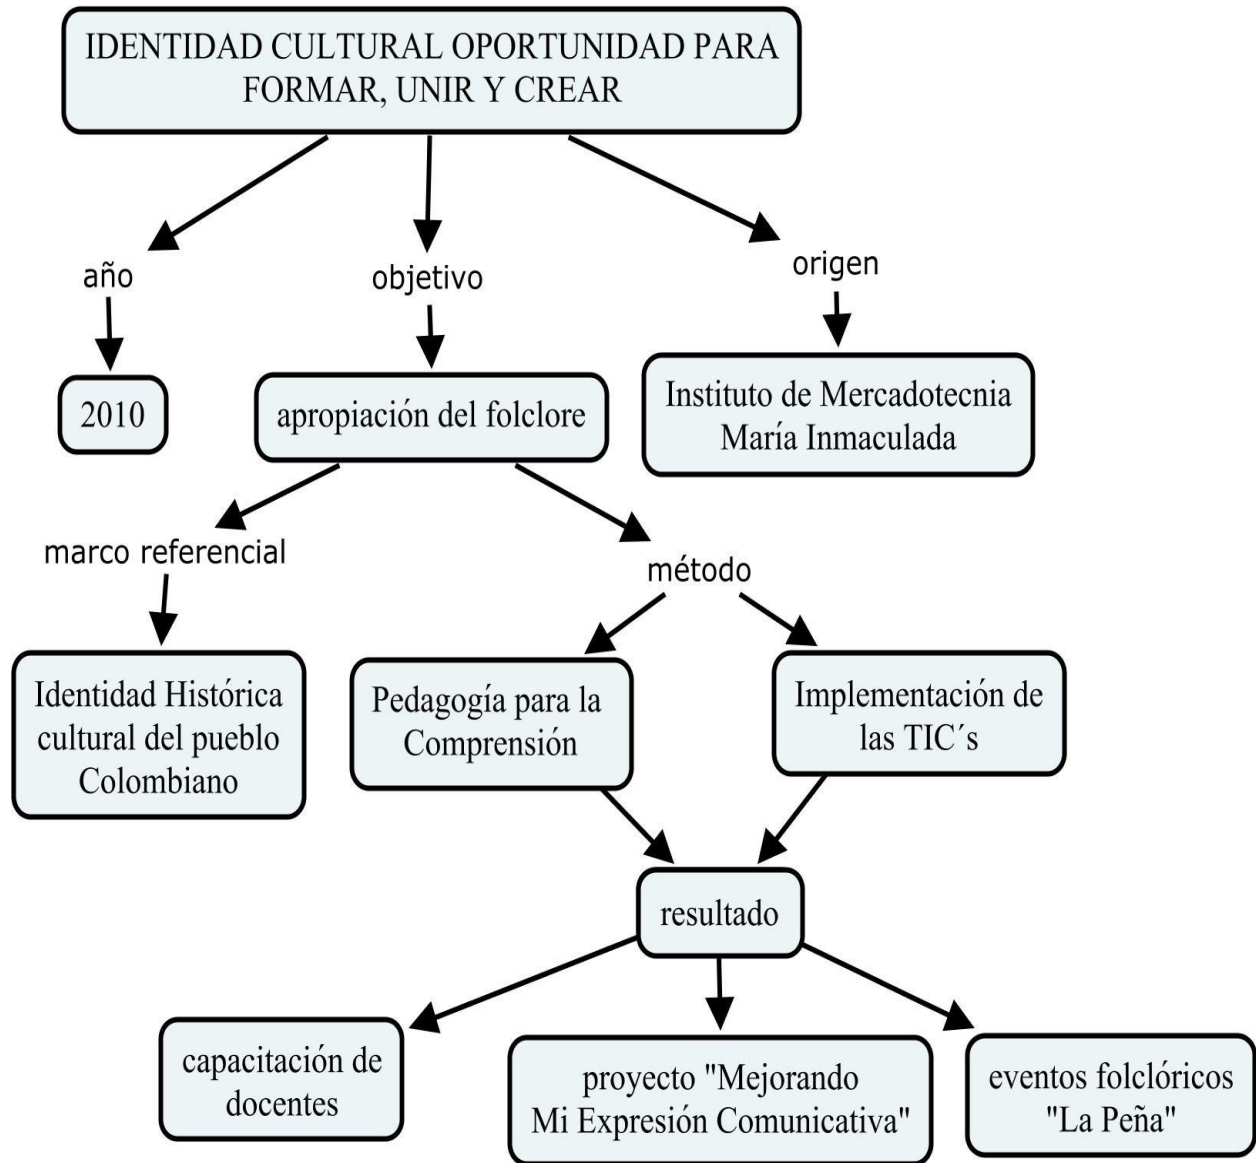 IDENTIDAD CULTURAL OPORTUNIDAD PARA
FORMAR, UNIR Y CREAR
año
objetivo
origen
2010
apropiación del folclore
Instituto de Mercadotecnia
María Inmaculada
marco referencial
método
Identidad Histórica
cultural del pueblo
Colombiano
Pedagogía para la
Comprensión
Implementación de
las TIC´s
resultado
capacitación de
docentes
proyecto "Mejorando
Mi Expresión Comunicativa"
eventos folclóricos
"La Peña"